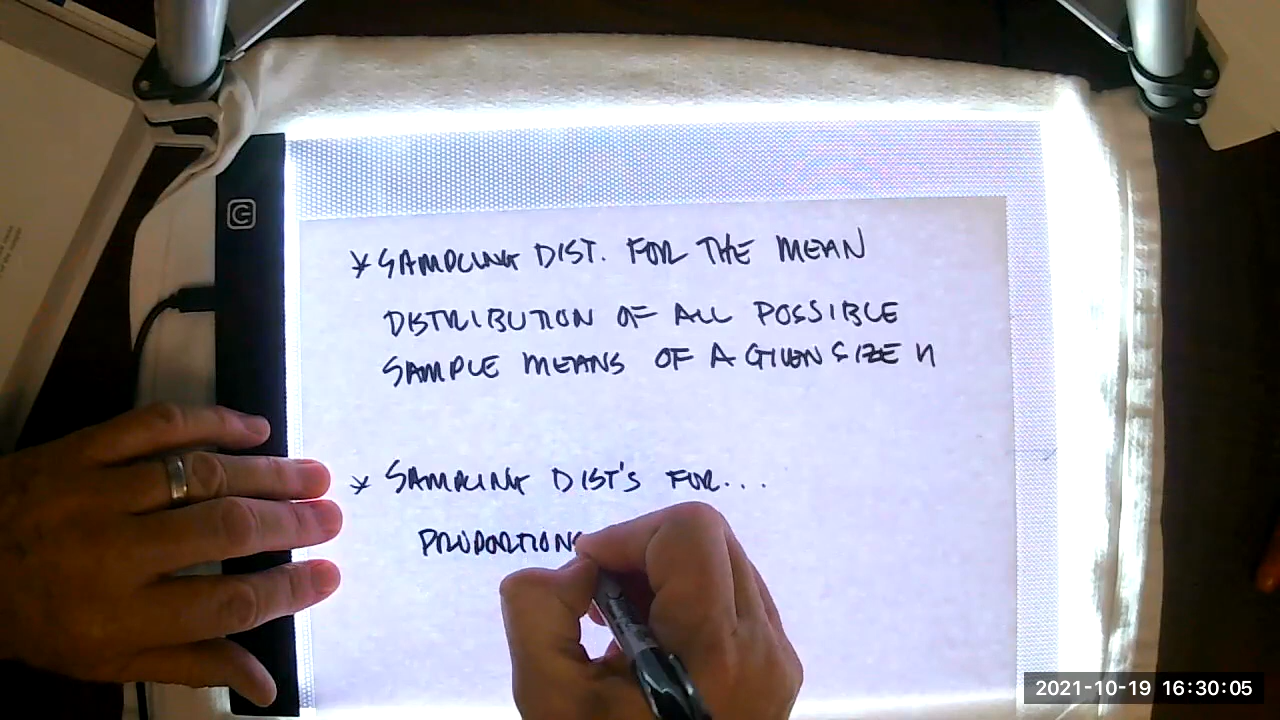 * SAMPLING DIST. FOR THE MEAN
DISTRIBUTION OF ALL POSSIBLE
SAMPLE MEANS OF A GIVEN SIZE n
* SAMPLING DIST'S FOR...
PROPORTIONS
2021-10-19 16:30:05